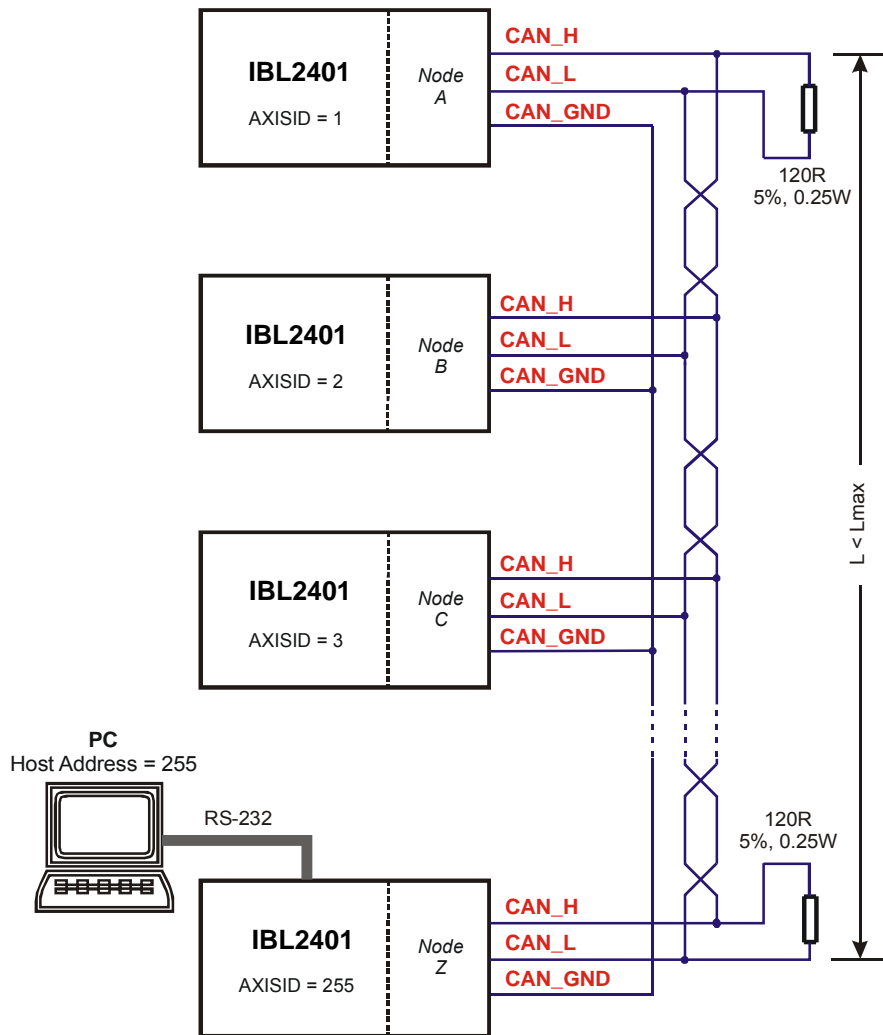 CAN_H
IBL2401
Node
A
CAN_L
AXISID = 1
CAN_GND
120R
5%, 0.25W
CAN_H
IBL2401
Node
B
CAN_L
AXISID = 2
CAN_GND
L < Lmax
CAN_H
IBL2401
Node
C
CAN_L
AXISID = 3
CAN_GND
PC
Host Address = 255
RS-232
120R
5%, 0.25W
CAN_H
IBL2401
Node
Z
CAN_L
AXISID = 255
CAN_GND